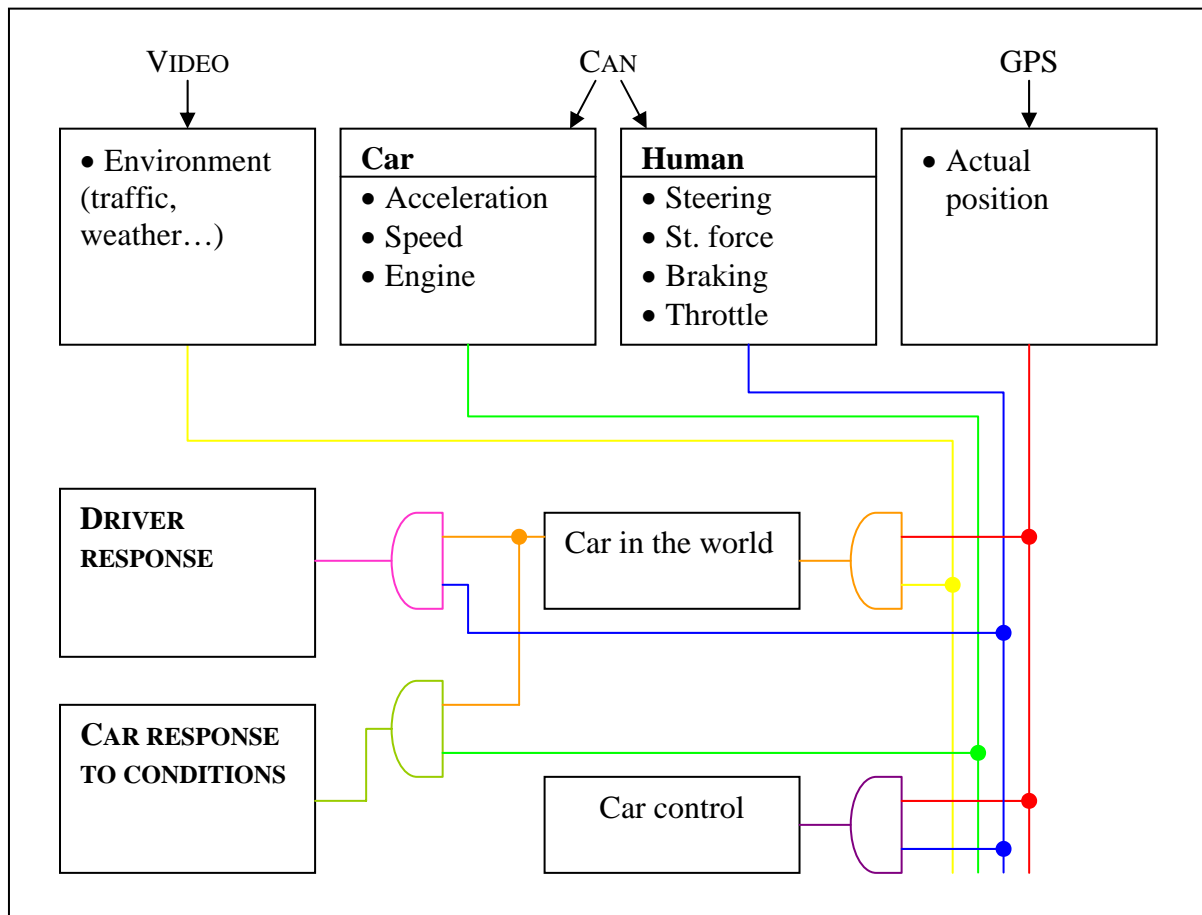 VIDEO
CAN
GPS
• Environment
(traffic,
weather…)
Car
• Acceleration
• Speed
• Engine
Human
• Steering
• St. force
• Braking
• Throttle
• Actual
position
DRIVER
RESPONSE
Car in the world
CAR RESPONSE
TO CONDITIONS
Car control